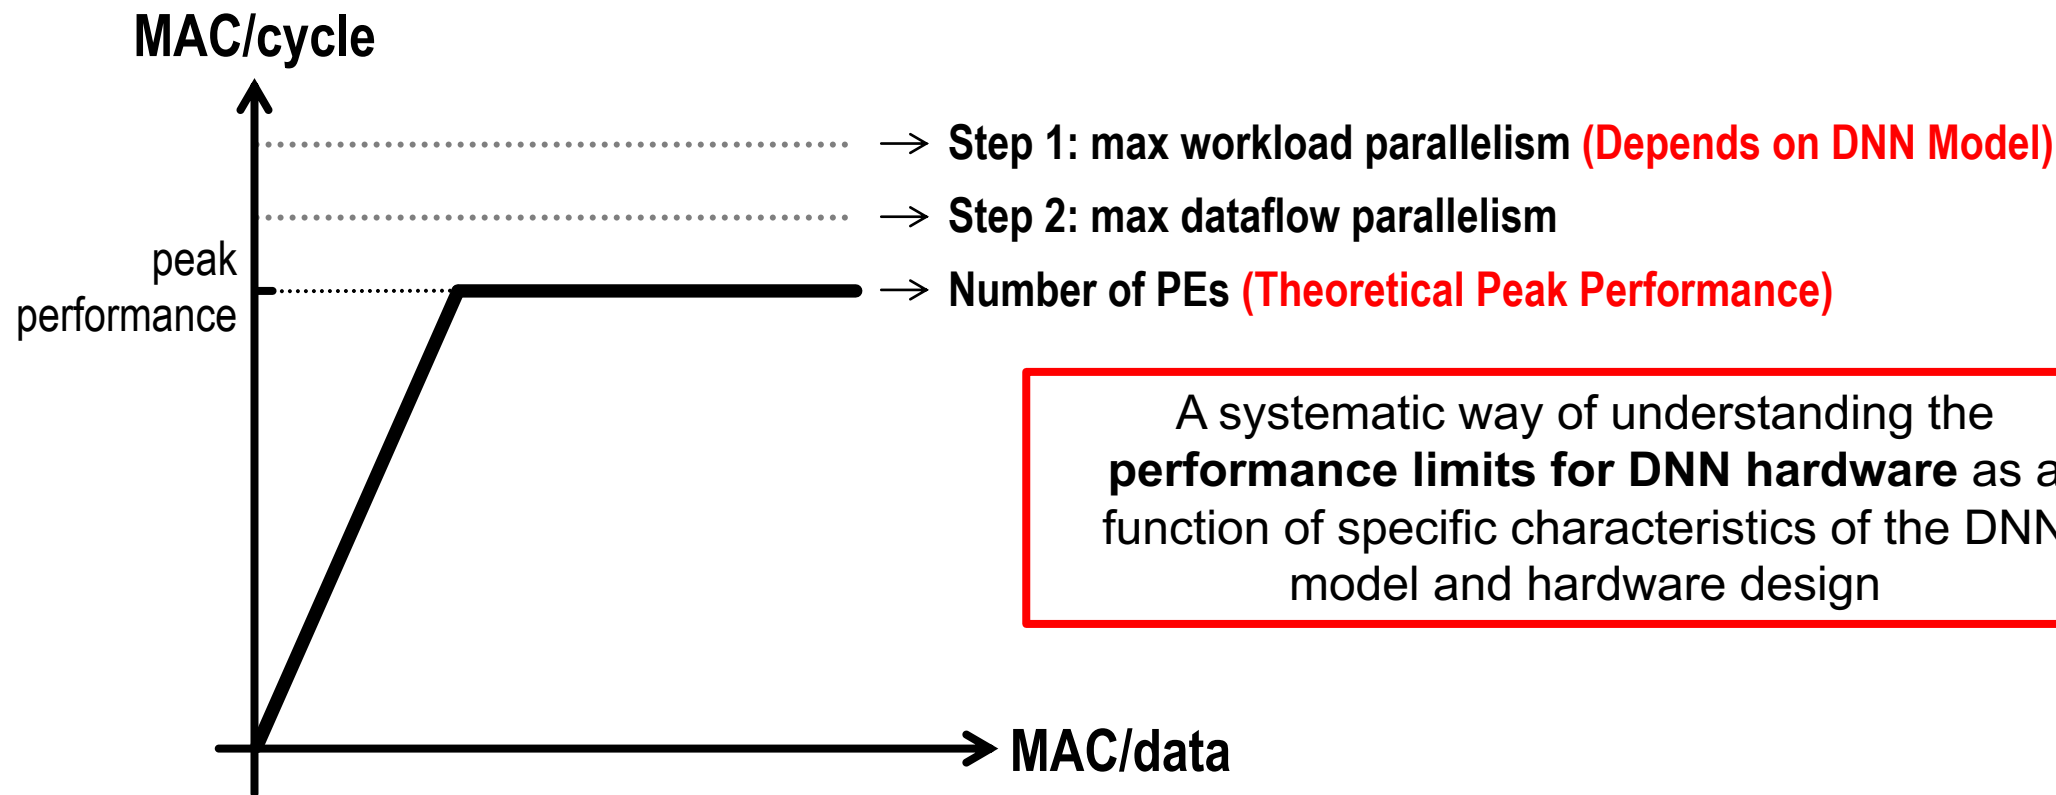 MAC/cycle
Step 1: max workload parallelism (Depends on DNN Model)
Step 2: max dataflow parallelism
peak
performance
Number of PEs (Theoretical Peak Performance)
A systematic way of understanding the
performance limits for DNN hardware as a
function of specific characteristics of the DNN
model and hardware design
MAC/data